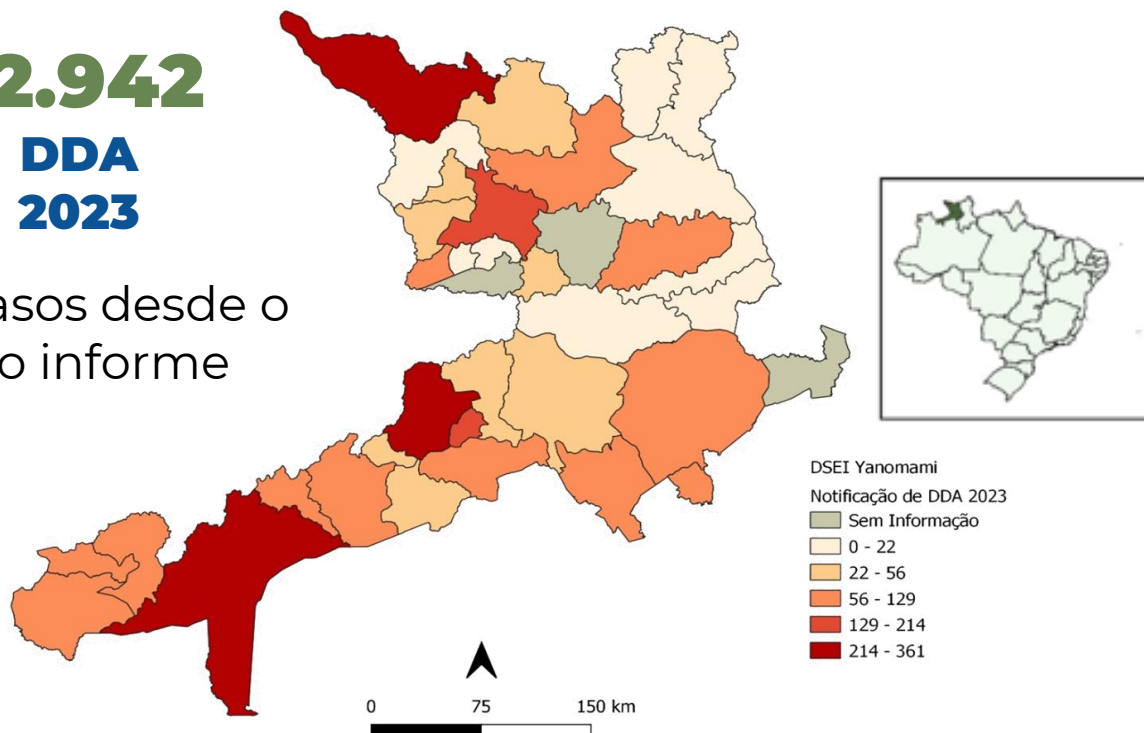 2.942
DDA
2023
asos desde o
o informe
DSEI Yanomami
Notificação de DDA 2023
Sem Informação
0 - 22
22 - 56
56 - 129
129 - 214
214 - 361
0 75 150 km